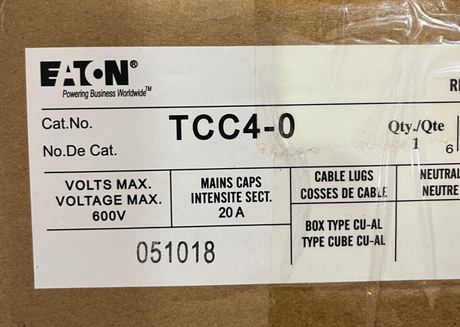 EATON®
Powering Business Worldwide™
Cat.No. TCC4-0 Qty./Qte
No.De Cat. 1 6
VOLTS MAX.
VOLTAGE MAX.
600V
MAINS CAPS
INTENSITE SECT.
20 A
CABLE LUGS
COSSES DE CABLE
BOX TYPE CU-AL
TYPE CUBE CU-AL
NEUTRAL
NEUTRE
051018